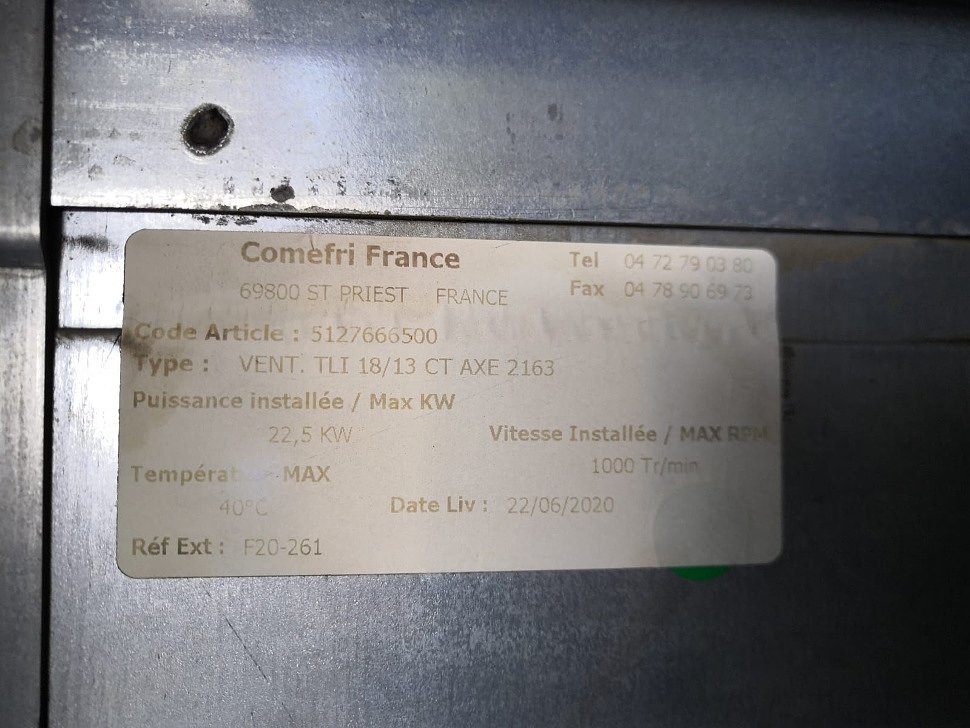 Comefri France
Tel 04 72 79 03 80
69800 ST PRIEST FRANCE
Fax 04 78 90 69 73
Code Article : 5127666500
Type : VENT. TLI 18/13 CT AXE 2163
Puissance installée / Max KW
22,5 KW
Vitesse Installée / MAX RPM
1000 Tr/min
MAX
40°C
Date Liv : 22/06/2020
Réf Ext : F20-261